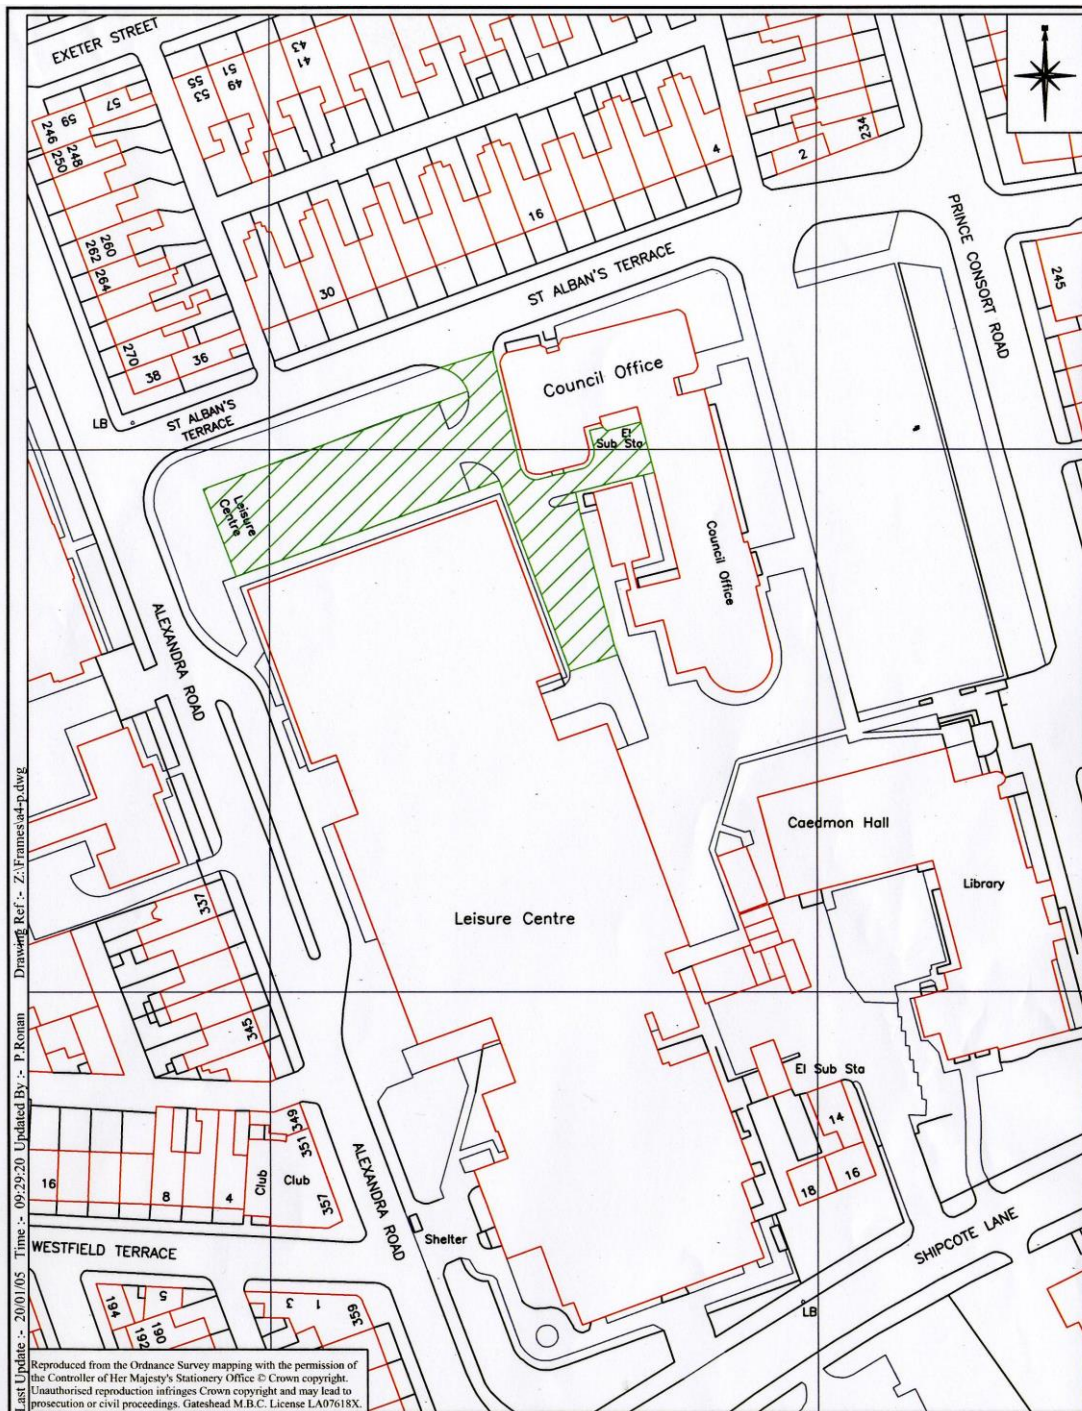 EXETER STREET
55
53
51
49
43
41
57
59
246
248
250
260
262
264
270
38
36
30
16
4
2
234
245
PRINCE CONSORT ROAD
ST ALBAN'S TERRACE
LB
ST ALBAN'S
TERRACE
Council Office
El
Sub Sta
Leisure
Centre
Council Office
ALEXANDRA ROAD
Caedmon Hall
Library
Leisure Centre
337
345
El Sub Sta
14
16
18
349
351
357
Club
Club
16
8
4
ALEXANDRA ROAD
Shelter
WESTFIELD TERRACE
SHIPCOTE LANE
LB
194
192
190
5
3
1
359
Last Update :- 20/01/05 Time :- 09:29:20 Updated By :- P.Ronan Drawing Ref :- Z:\Frames\a4-p.dwg
Reproduced from the Ordnance Survey mapping with the permission of
the Controller of Her Majesty's Stationery Office © Crown copyright.
Unauthorised reproduction infringes Crown copyright and may lead to
prosecution or civil proceedings. Gateshead M.B.C. License LA07618X.